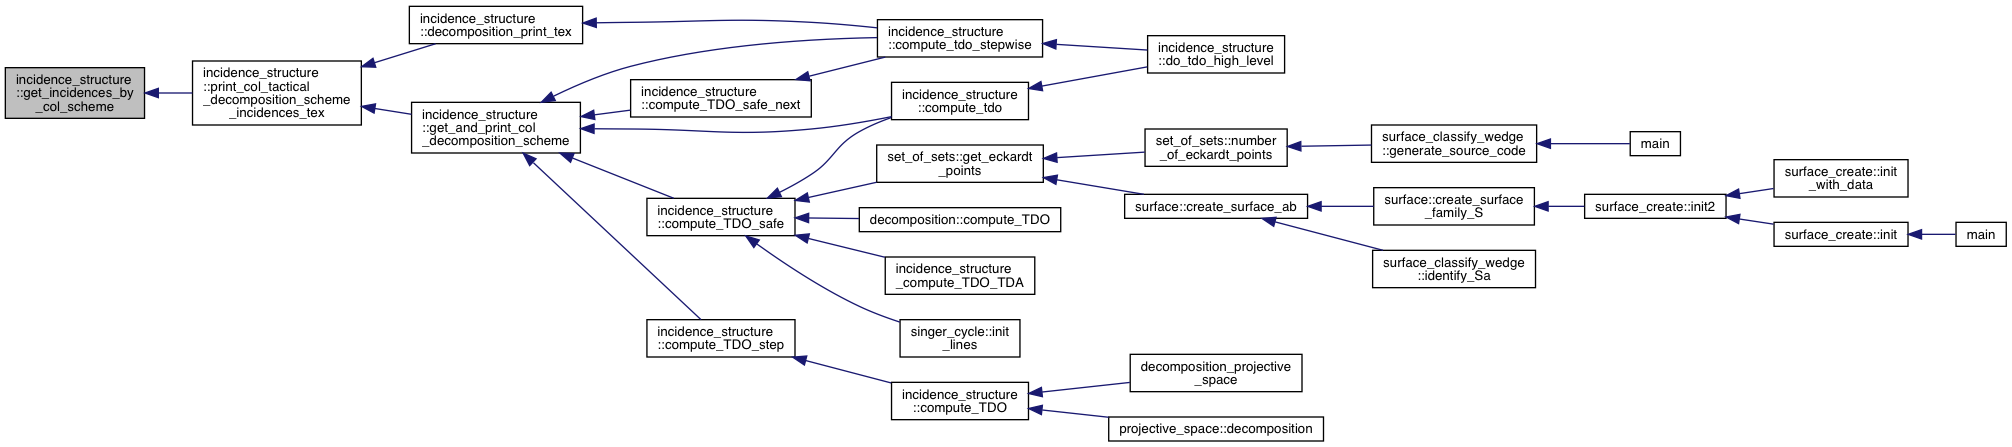 incidence_structure
::get_incidences_by
_col_scheme
incidence_structure
::print_col_tactical
_decomposition_scheme
_incidences_tex
incidence_structure
::decomposition_print_tex
incidence_structure
::get_and_print_col
_decomposition_scheme
incidence_structure
::compute_tdo_stepwise
incidence_structure
::compute_TDO_safe_next
incidence_structure
::compute_tdo
incidence_structure
::do_tdo_high_level
incidence_structure
::compute_TDO_safe
set_of_sets::get_eckardt
_points
set_of_sets::number
_of_eckardt_points
surface_classify_wedge
::generate_source_code
main
surface::create_surface_ab
surface::create_surface
_family_S
surface_create::init2
surface_create::init
_with_data
surface_create::init
main
surface_classify_wedge
::identify_Sa
decomposition::compute_TDO
incidence_structure
_compute_TDO_TDA
singer_cycle::init
_lines
incidence_structure
::compute_TDO_step
incidence_structure
::compute_TDO
decomposition_projective
_space
projective_space::decomposition